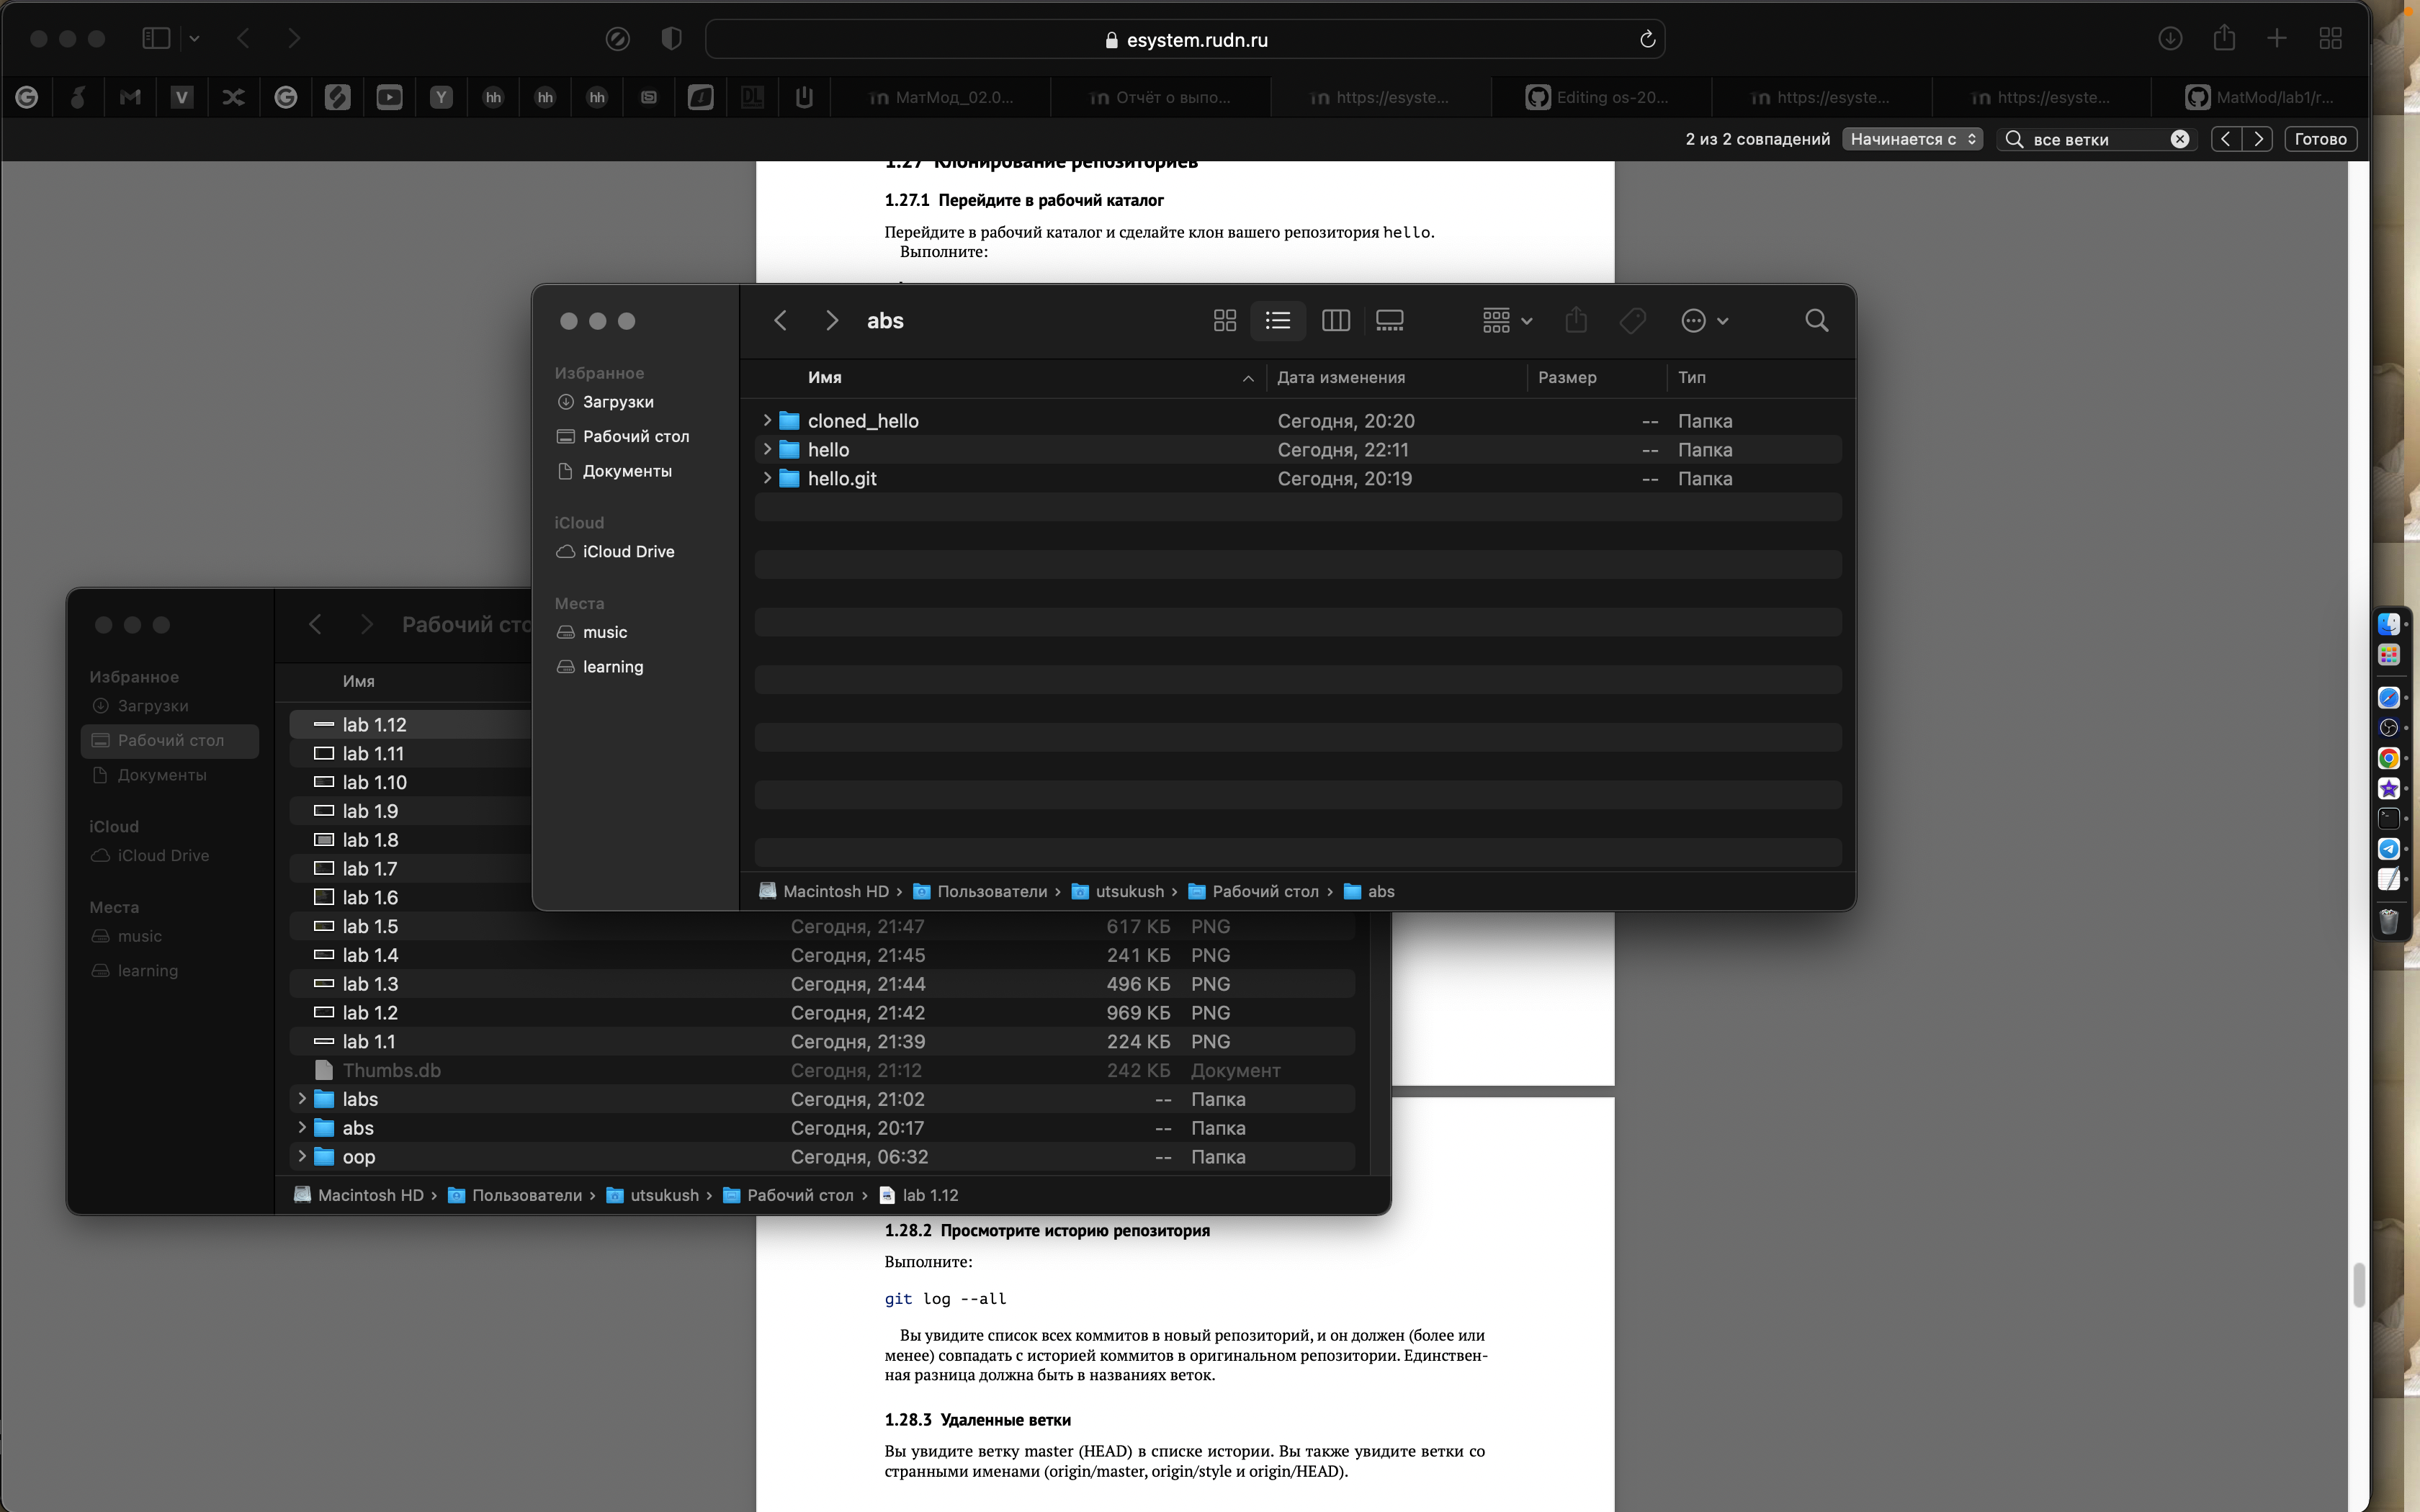 esystem.rudn.ru
МатМод_02.0...
Отчёт о выпо...
https://esyste...
Editing os-20...
https://esyste...
https://esyste...
MatMod/lab1/r...
2 из 2 совпадений
Начинается с
все ветки
Готово
1.27 Клонирование репозиториев
1.27.1 Перейдите в рабочий каталог
Перейдите в рабочий каталог и сделайте клон вашего репозитория hello.
Выполните:
abs
Избранное
Загрузки
Рабочий стол
Документы
iCloud
iCloud Drive
Места
music
learning
Имя Дата изменения Размер Тип
cloned_hello Сегодня, 20:20 -- Папка
hello Сегодня, 22:11 -- Папка
hello.git Сегодня, 20:19 -- Папка
Macintosh HD › Пользователи › utsukush › Рабочий стол › abs
Рабочий сто
Избранное
Загрузки
Рабочий стол
Документы
iCloud
iCloud Drive
Места
music
learning
Имя
lab 1.12
lab 1.11
lab 1.10
lab 1.9
lab 1.8
lab 1.7
lab 1.6
lab 1.5 Сегодня, 21:47 617 КБ PNG
lab 1.4 Сегодня, 21:45 241 КБ PNG
lab 1.3 Сегодня, 21:44 496 КБ PNG
lab 1.2 Сегодня, 21:42 969 КБ PNG
lab 1.1 Сегодня, 21:39 224 КБ PNG
Thumbs.db Сегодня, 21:12 242 КБ Документ
labs Сегодня, 21:02 -- Папка
abs Сегодня, 20:17 -- Папка
oop Сегодня, 06:32 -- Папка
Macintosh HD › Пользователи › utsukush › Рабочий стол › lab 1.12
1.28.2 Просмотрите историю репозитория
Выполните:
git log --all
Вы увидите список всех коммитов в новый репозиторий, и он должен (более или
менее) совпадать с историей коммитов в оригинальном репозитории. Единствен-
ная разница должна быть в названиях веток.
1.28.3 Удаленные ветки
Вы увидите ветку master (HEAD) в списке истории. Вы также увидите ветки со
странными именами (origin/master, origin/style и origin/HEAD).